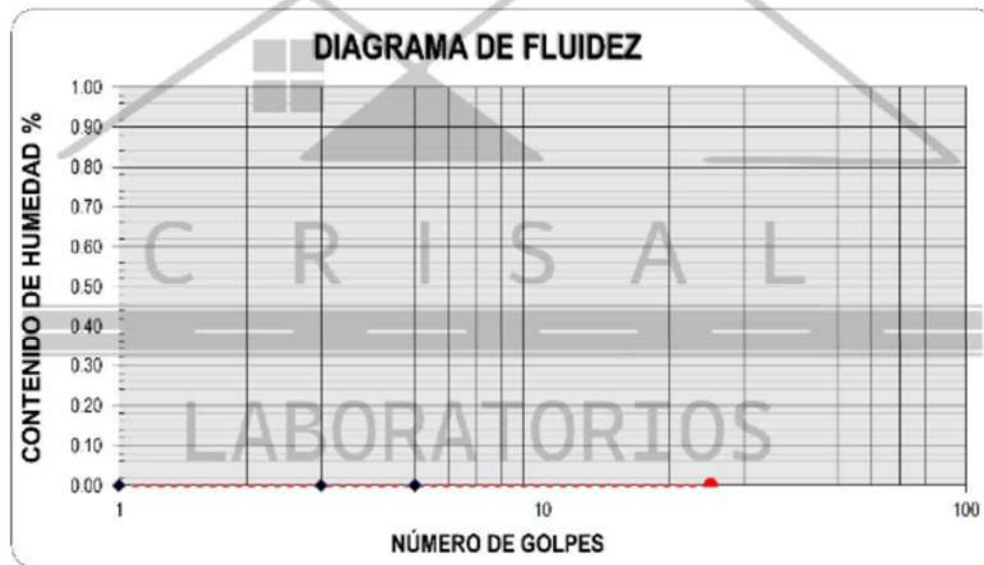 DIAGRAMA DE FLUIDEZ
CONTENIDO DE HUMEDAD %
1.00
0.90
0.80
0.70
0.60
0.50
0.40
0.30
0.20
0.10
0.00
C R I S A L
LABORATORIOS
1 10 100
NÚMERO DE GOLPES